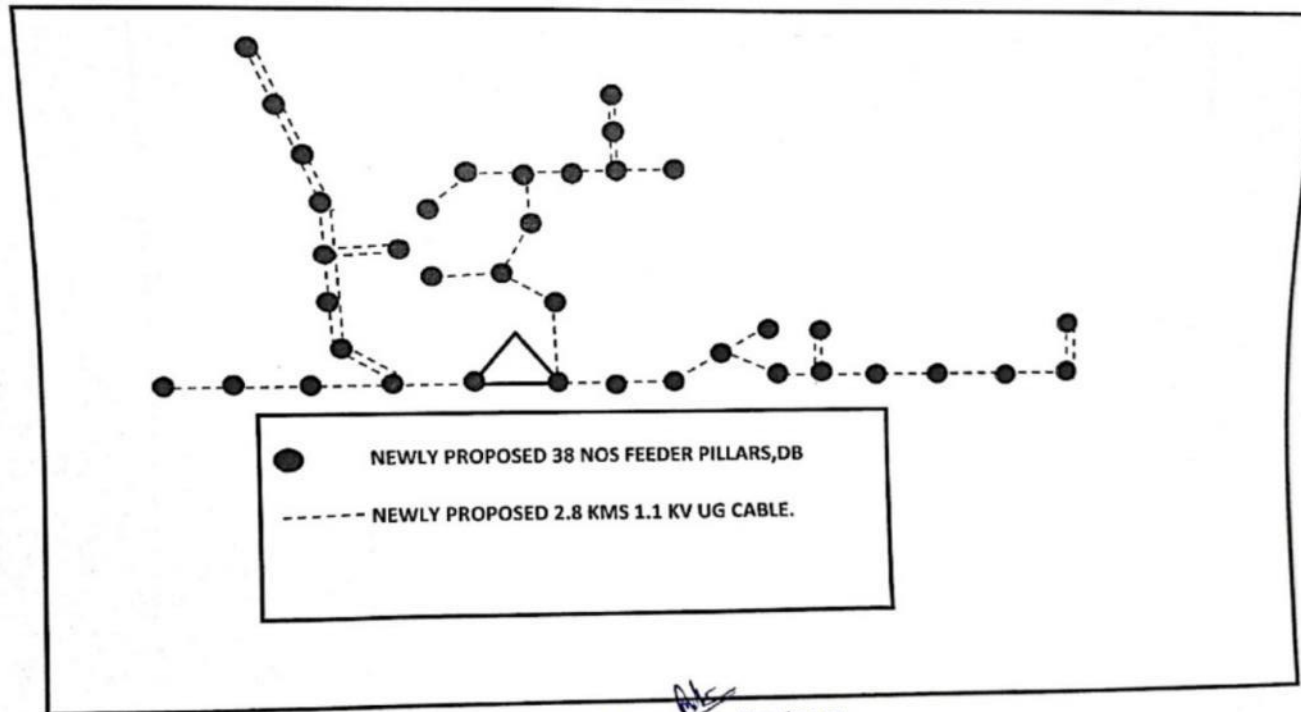 NEWLY PROPOSED 38 NOS FEEDER PILLARS,DB
NEWLY PROPOSED 2.8 KMS 1.1 KV UG CABLE.